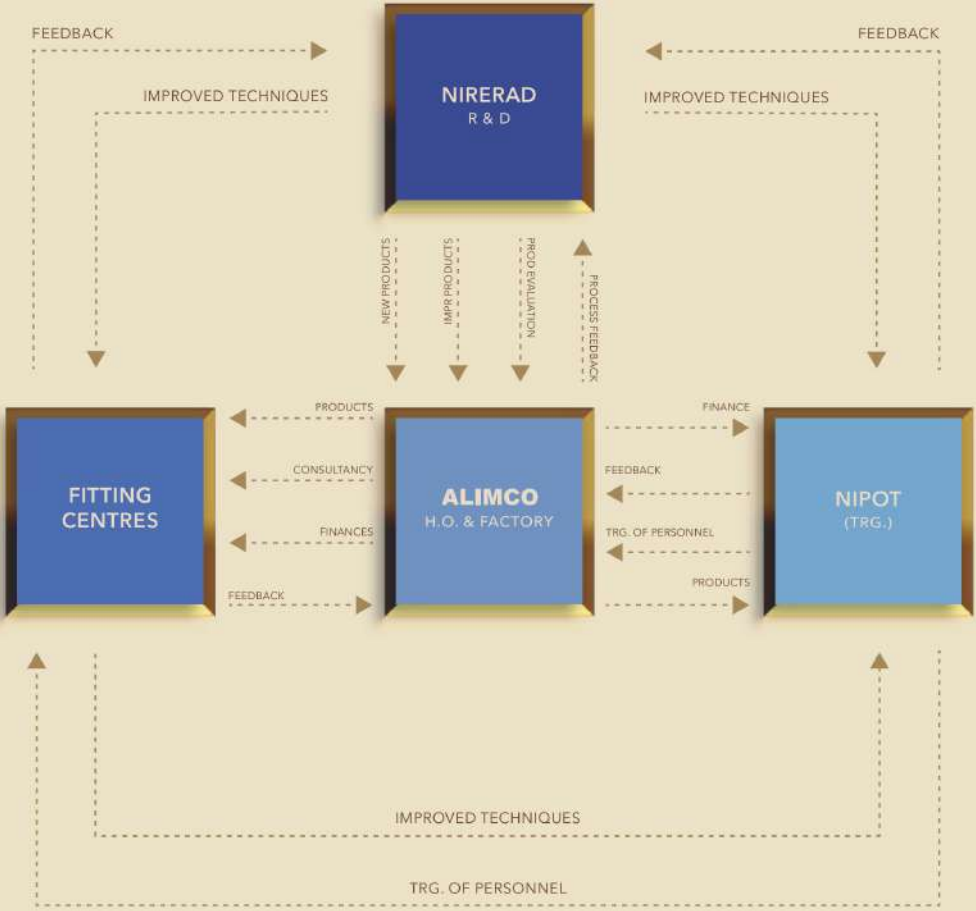 FEEDBACK
FEEDBACK
IMPROVED TECHNIQUES
NIRERAD
R & D
IMPROVED TECHNIQUES
NEW PRODUCTS
IMPR PRODUCTS
PROD EVALUATION
PROCESS FEEDBACK
PRODUCTS
FINANCE
CONSULTANCY
FEEDBACK
FITTING
CENTRES
ALIMCO
H.O. & FACTORY
NIPOT
(TRG.)
FINANCES
TRG. OF PERSONNEL
FEEDBACK
PRODUCTS
IMPROVED TECHNIQUES
TRG. OF PERSONNEL